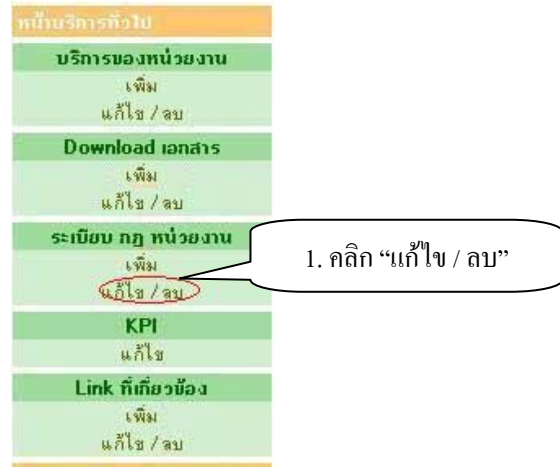 หน้าบริการทั่วไป
บริการของหน่วยงาน
เพิ่ม
แก้ไข / ลบ
Download เอกสาร
เพิ่ม
แก้ไข / ลบ
ระเบียบ กฎ หน่วยงาน
เพิ่ม
แก้ไข / ลบ
1. คลิก “แก้ไข / ลบ”
KPI
แก้ไข
Link ที่เกี่ยวข้อง
เพิ่ม
แก้ไข / ลบ